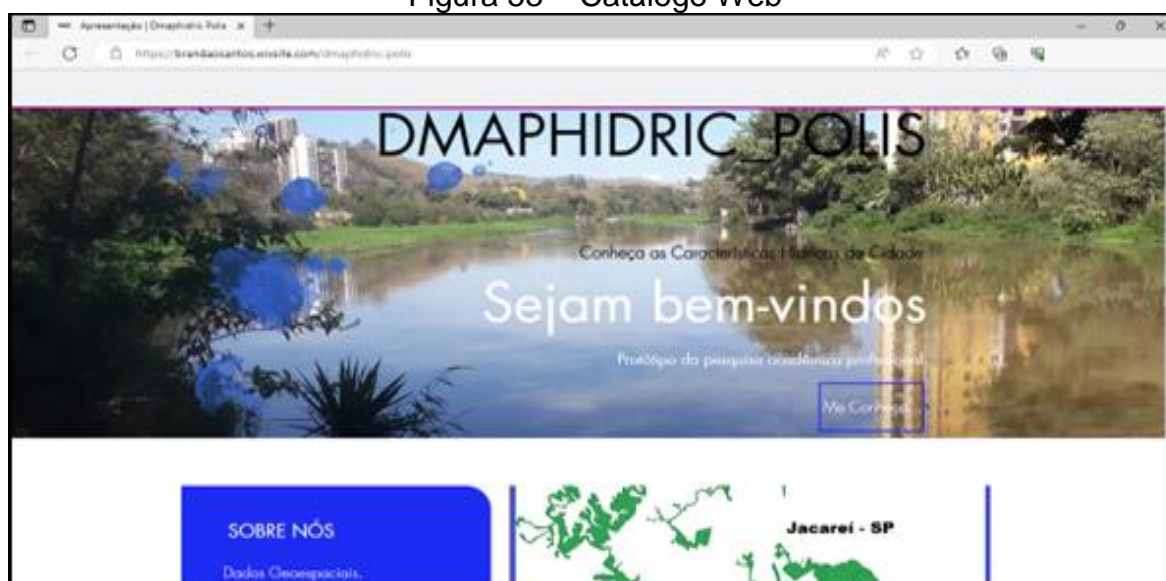 Figura 33 – Catálogo Web
Apresentação | Dmaphidric Polis
https://brandaosantos.wixsite.com/dmaphidric-polis
DMAPHIDRIC_POLIS
Conheça as Características Hídricas da Cidade
Sejam bem-vindos
Protótipo da pesquisa acadêmica profissional
Me Conheça
SOBRE NÓS
Jacareí - SP
Dados Geoespaciais.